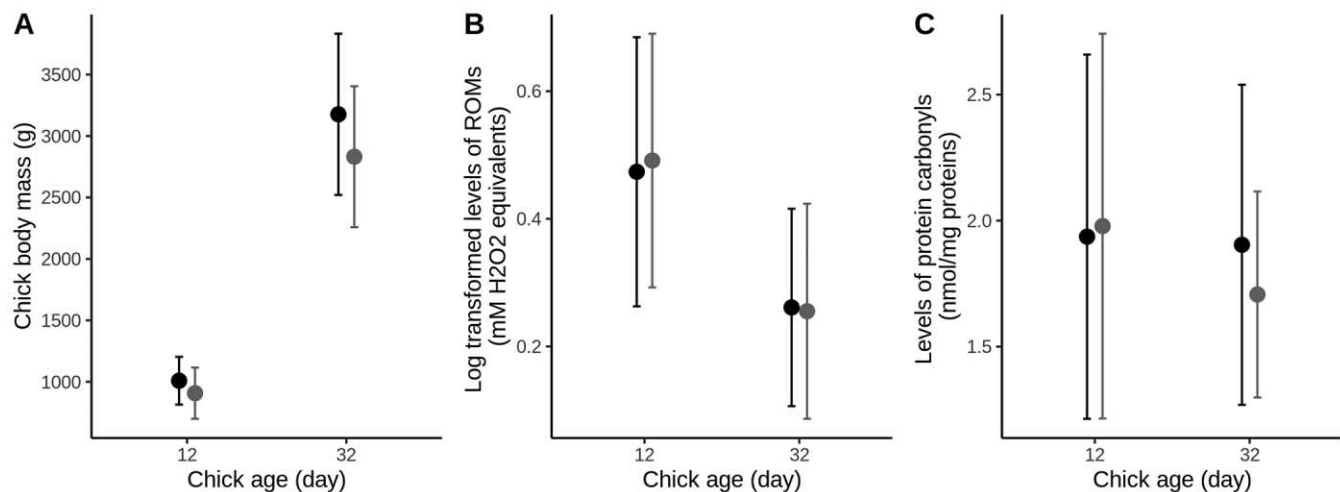 A
Chick body mass (g)
3500
3000
2500
2000
1500
1000
12
32
Chick age (day)
B
Log transformed levels of ROMs
(mM H2O2 equivalents)
0.6
0.4
0.2
12
32
Chick age (day)
C
Levels of protein carbonyls
(nmol/mg proteins)
2.5
2.0
1.5
12
32
Chick age (day)